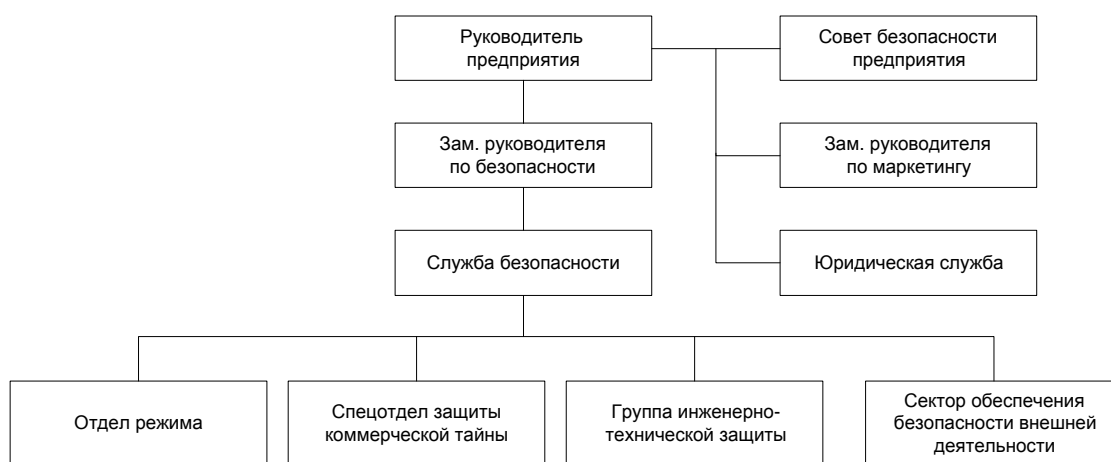 Руководитель
предприятия
Совет безопасности
предприятия
Зам. руководителя
по безопасности
Зам. руководителя
по маркетингу
Служба безопасности
Юридическая служба
Отдел режима
Спецотдел защиты
коммерческой тайны
Группа инженерно-
технической защиты
Сектор обеспечения
безопасности внешней
деятельности